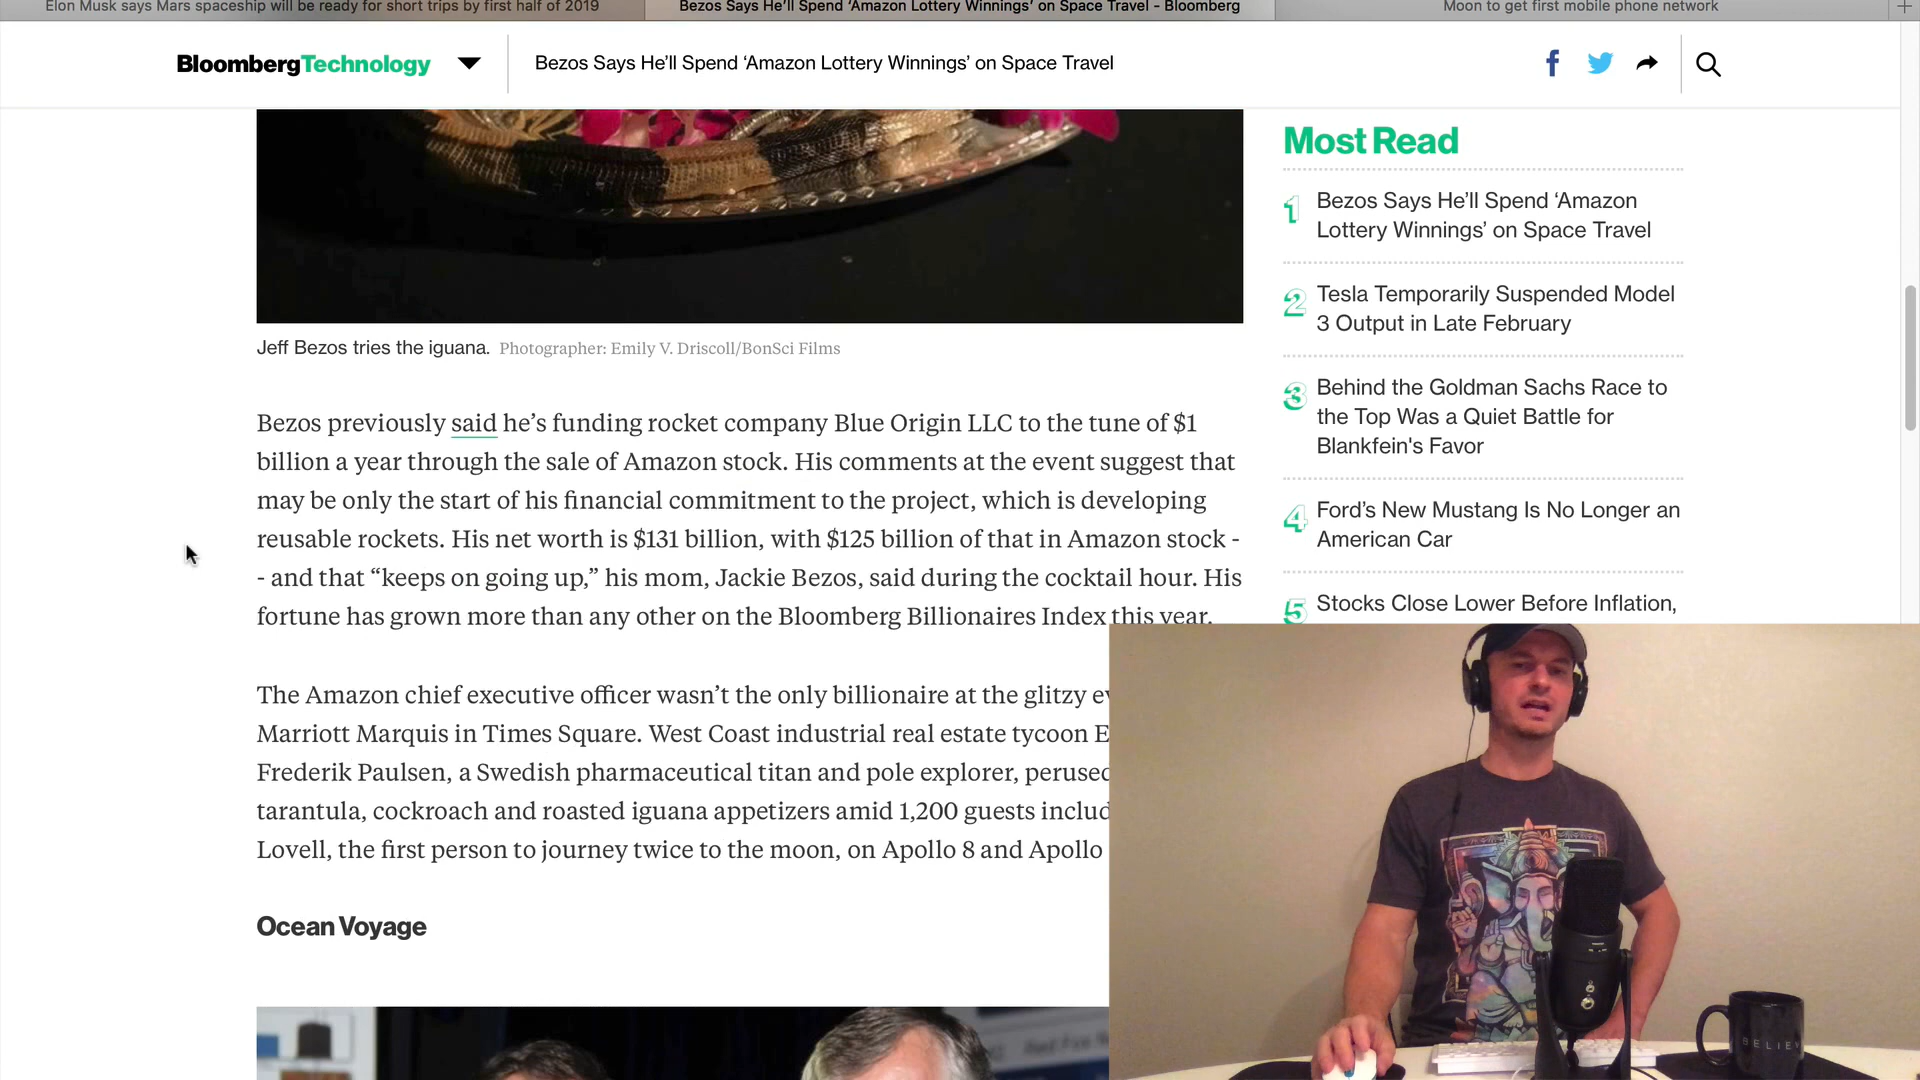 Elon Musk says Mars spaceship will be ready for short trips by first half of 2019
Bezos Says He'll Spend ‘Amazon Lottery Winnings’ on Space Travel - Bloomberg
Moon to get first mobile phone network
BloombergTechnology
Bezos Says He’ll Spend ‘Amazon Lottery Winnings’ on Space Travel
Jeff Bezos tries the iguana. Photographer: Emily V. Driscoll/BonSci Films
Bezos previously said he’s funding rocket company Blue Origin LLC to the tune of $1
billion a year through the sale of Amazon stock. His comments at the event suggest that
may be only the start of his financial commitment to the project, which is developing
reusable rockets. His net worth is $131 billion, with $125 billion of that in Amazon stock -
- and that “keeps on going up,” his mom, Jackie Bezos, said during the cocktail hour. His
fortune has grown more than any other on the Bloomberg Billionaires Index this year.
The Amazon chief executive officer wasn’t the only billionaire at the glitzy
Marriott Marquis in Times Square. West Coast industrial real estate tycoon
Frederik Paulsen, a Swedish pharmaceutical titan and pole explorer, perused
tarantula, cockroach and roasted iguana appetizers amid 1,200 guests
Lovell, the first person to journey twice to the moon, on Apollo 8 and Apollo
Ocean Voyage
Most Read
1 Bezos Says He’ll Spend ‘Amazon
Lottery Winnings’ on Space Travel
2 Tesla Temporarily Suspended Model
3 Output in Late February
3 Behind the Goldman Sachs Race to
the Top Was a Quiet Battle for
Blankfein's Favor
4 Ford’s New Mustang Is No Longer an
American Car
5 Stocks Close Lower Before Inflation,
BELIEV